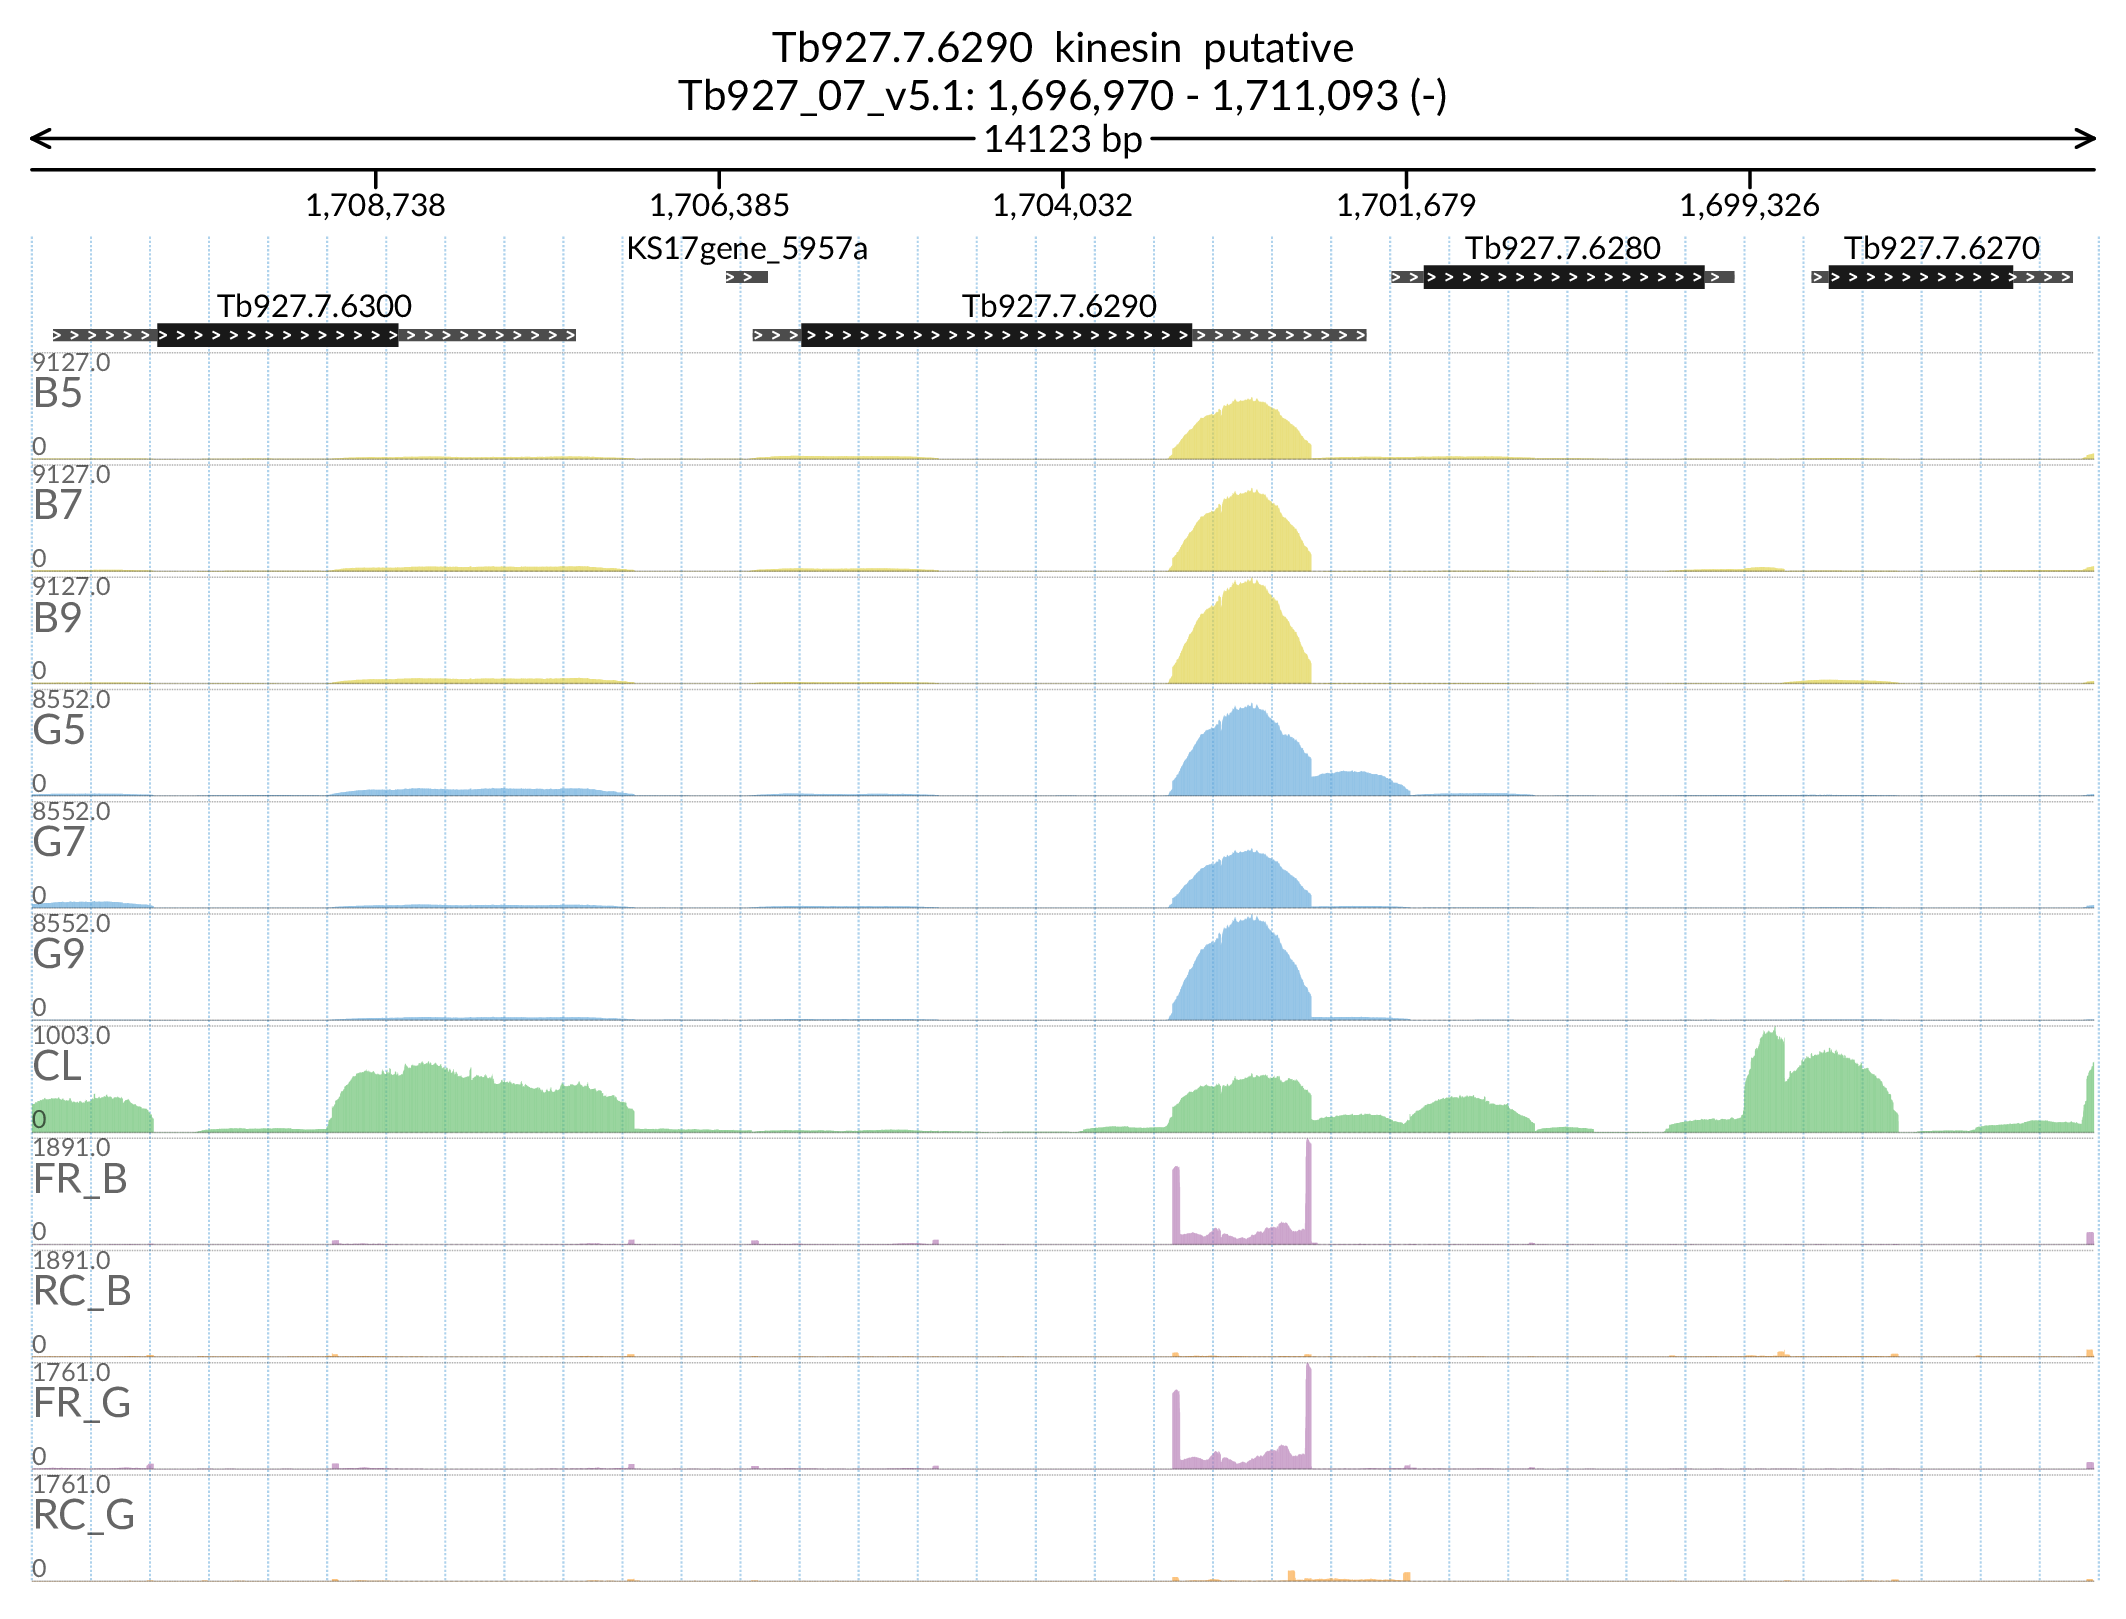 Tb927.7.6290 kinesin putative
Tb927_07_v5.1: 1,696,970 - 1,711,093 (-)
14123 bp
1,708,738 1,706,385 1,704,032 1,701,679 1,699,326
KS17gene_5957a Tb927.7.6280 Tb927.7.6270
Tb927.7.6300 Tb927.7.6290
9127.0
B5
0
9127.0
B7
0
9127.0
B9
0
8552.0
G5
0
8552.0
G7
0
8552.0
G9
0
1003.0
CL
0
1891.0
FR_B
0
1891.0
RC_B
0
1761.0
FR_G
0
1761.0
RC_G
0